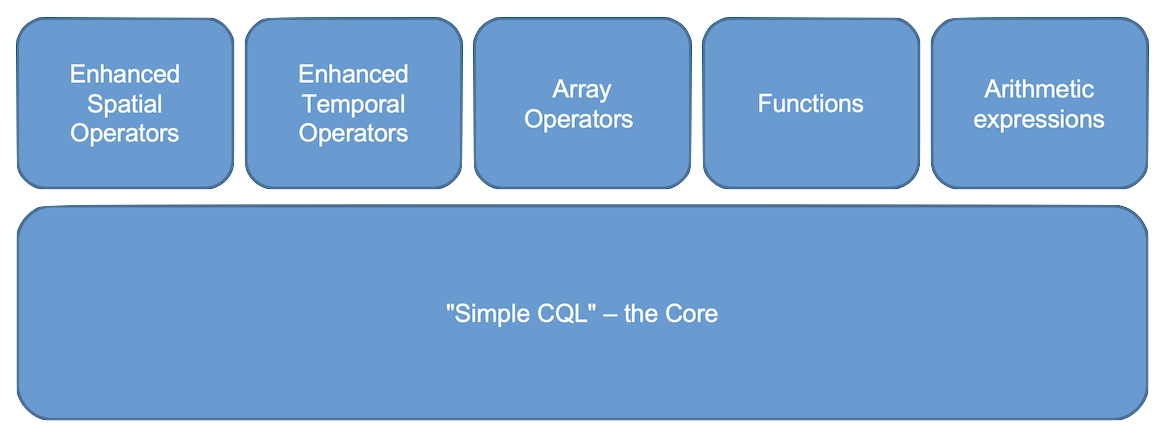 Enhanced
Spatial
Operators
Enhanced
Temporal
Operators
Array
Operators
Functions
Arithmetic
expressions
"Simple CQL" – the Core